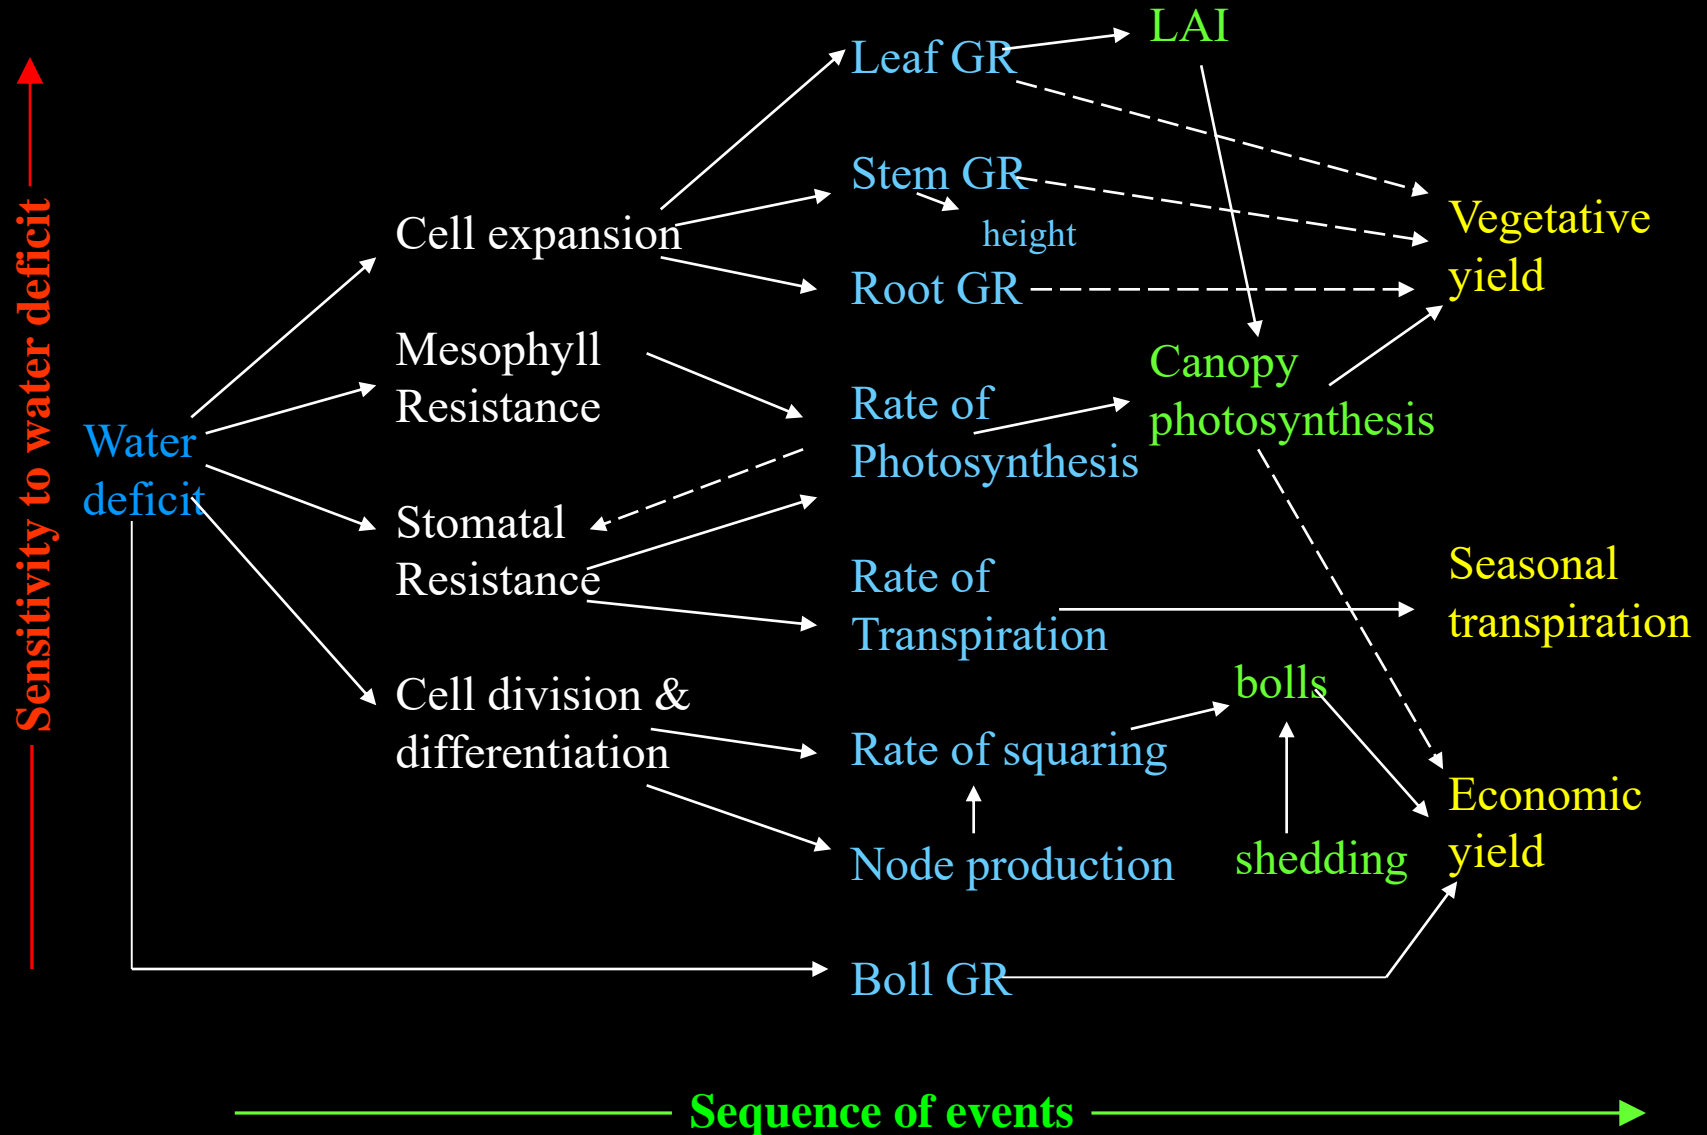 Sensitivity to water deficit
Water
deficit
Cell expansion
Mesophyll
Resistance
Stomatal
Resistance
Cell division &
differentiation
Leaf GR
Stem GR
height
Root GR
Rate of
Photosynthesis
Rate of
Transpiration
Rate of squaring
Node production
Boll GR
LAI
Canopy
photosynthesis
bolls
shedding
Vegetative
yield
Seasonal
transpiration
Economic
yield
Sequence of events